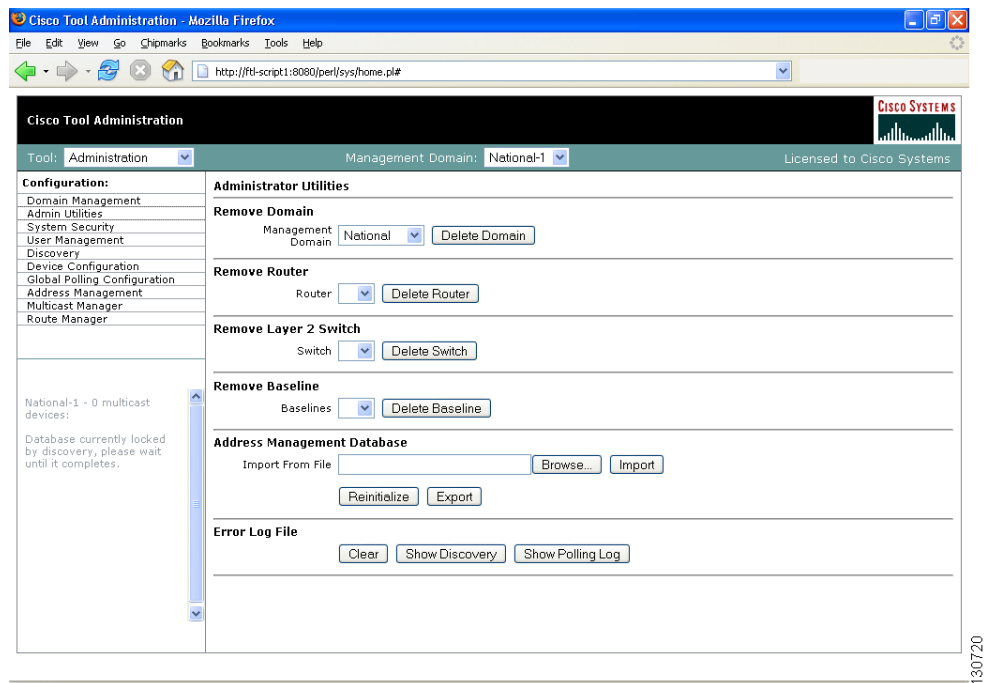 Cisco Tool Administration - Mozilla Firefox
File Edit View Go Chipmarks Bookmarks Tools Help
http://ftl-script1:8080/perl/sys/home.pl#
Cisco Tool Administration
CISCO SYSTEMS
Tool: Administration
Management Domain: National-1
Licensed to Cisco Systems
Configuration:
Domain Management
Admin Utilities
System Security
User Management
Discovery
Device Configuration
Global Polling Configuration
Address Management
Multicast Manager
Route Manager
National-1 - 0 multicast
devices:
Database currently locked
by discovery, please wait
until it completes.
Administrator Utilities
Remove Domain
Management
Domain
National
Delete Domain
Remove Router
Router
Delete Router
Remove Layer 2 Switch
Switch
Delete Switch
Remove Baseline
Baselines
Delete Baseline
Address Management Database
Import From File
Browse...
Import
Reinitialize
Export
Error Log File
Clear
Show Discovery
Show Polling Log
130720